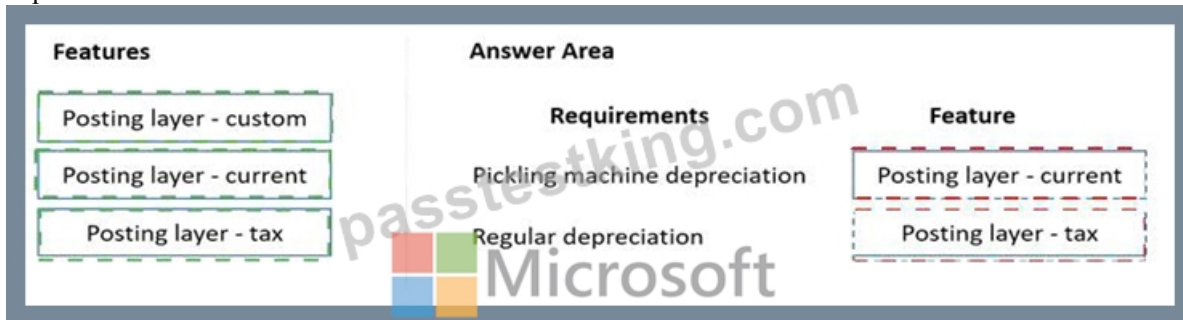 Features
Answer Area
Posting layer - custom
Requirements
Feature
Posting layer - current
Pickling machine depreciation
Posting layer - current
Posting layer - tax
Regular depreciation
Posting layer - tax
passtestking.com
Microsoft